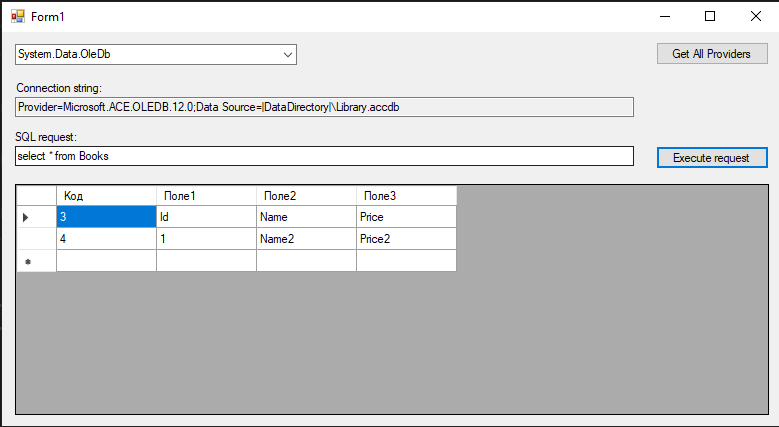 Form1
System.Data.OleDb
Get All Providers
Connection string:
Provider=Microsoft.ACE.OLEDB.12.0;Data Source=|DataDirectory|\Library.accdb
SQL request:
select * from Books
Execute request
Код Поле1 Поле2 Поле3
3 Id Name Price
4 1 Name2 Price2